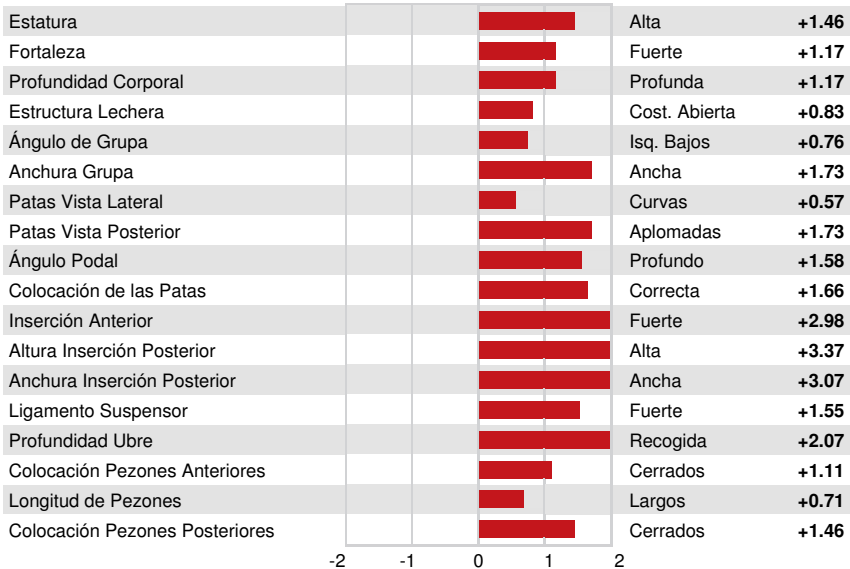 Estatura Alta +1.46
Fortaleza Fuerte +1.17
Profundidad Corporal Profunda +1.17
Estructura Lechera Cost. Abierta +0.83
Ángulo de Grupa Isq. Bajos +0.76
Anchura Grupa Ancha +1.73
Patas Vista Lateral Curvas +0.57
Patas Vista Posterior Aplomadas +1.73
Ángulo Podal Profundo +1.58
Colocación de las Patas Correcta +1.66
Inserción Anterior Fuerte +2.98
Altura Inserción Posterior Alta +3.37
Anchura Inserción Posterior Ancha +3.07
Ligamento Suspensor Fuerte +1.55
Profundidad Ubre Recogida +2.07
Colocación Pezones Anteriores Cerrados +1.11
Longitud de Pezones Largos +0.71
Colocación Pezones Posteriores Cerrados +1.46
-2 -1 0 1 2